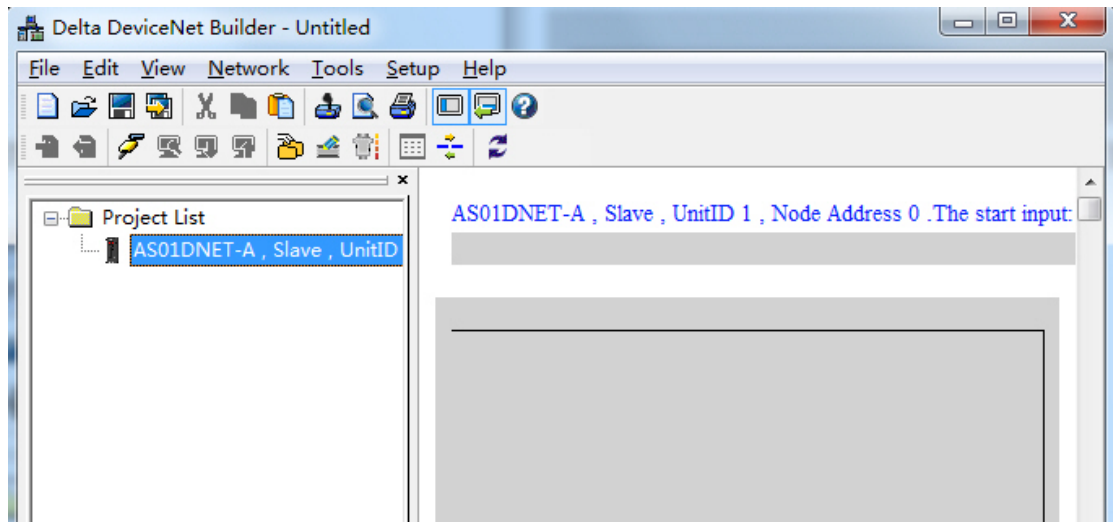 Delta DeviceNet Builder - Untitled
File Edit View Network Tools Setup Help
Project List
AS01DNET-A , Slave , UnitID
AS01DNET-A , Slave , UnitID 1 , Node Address 0 .The start input: